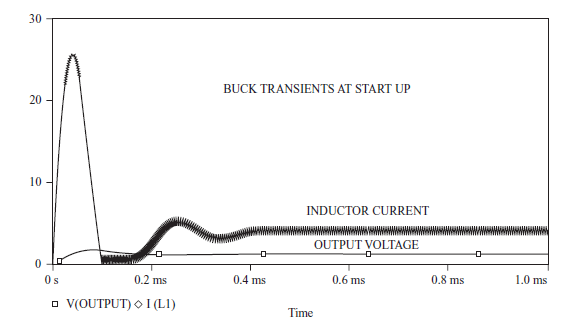 30
BUCK TRANSIENTS AT START UP
20
10
INDUCTOR CURRENT
OUTPUT VOLTAGE
0
0 s 0.2 ms 0.4 ms 0.6 ms 0.8 ms 1.0 ms
V(OUTPUT) ◇ I (L1)
Time